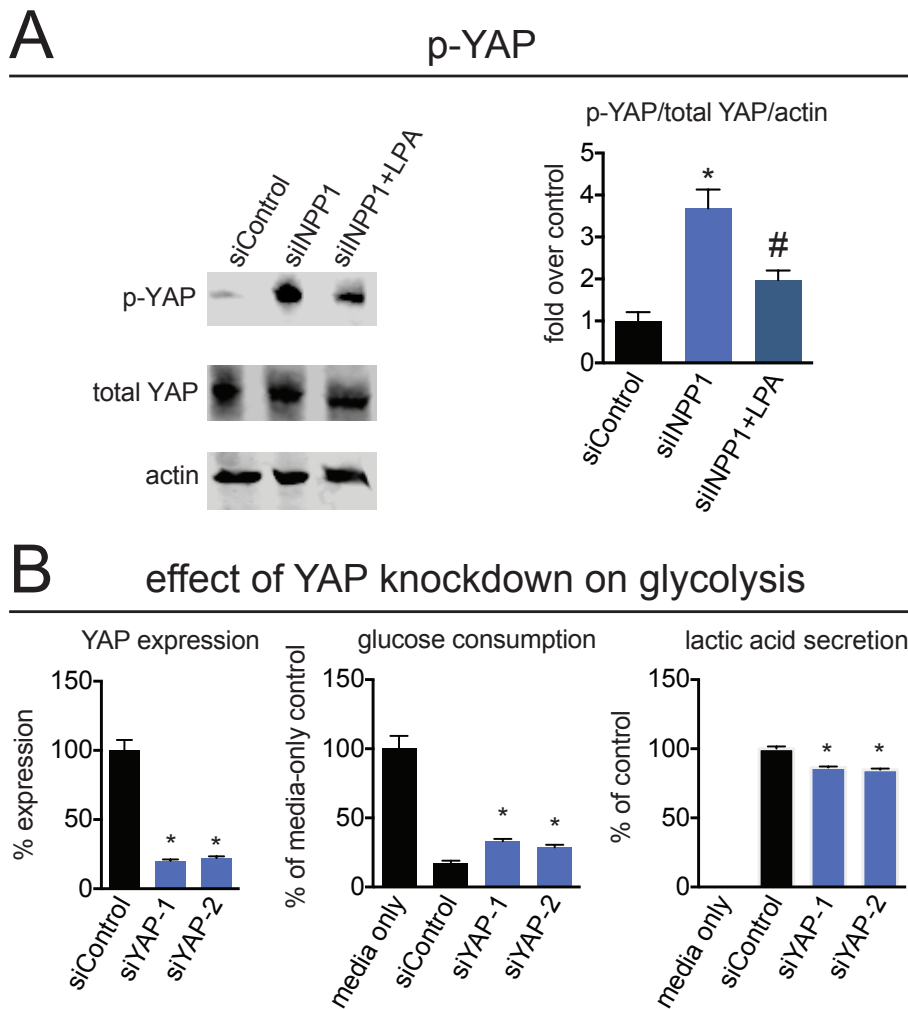 A
p-YAP
siControl
siINPP1
siINPP1+LPA
p-YAP
total YAP
actin
p-YAP/total YAP/actin
fold over control
5
4
3
2
1
0
*
#
siControl
siINPP1
siINPP1+LPA
B
effect of YAP knockdown on glycolysis
YAP expression
% expression
150
100
50
0
*
*
siControl
siYAP-1
siYAP-2
glucose consumption
% of media-only control
150
100
50
0
*
*
media only
siControl
siYAP-1
siYAP-2
lactic acid secretion
% of control
150
100
50
0
*
*
media only
siControl
siYAP-1
siYAP-2